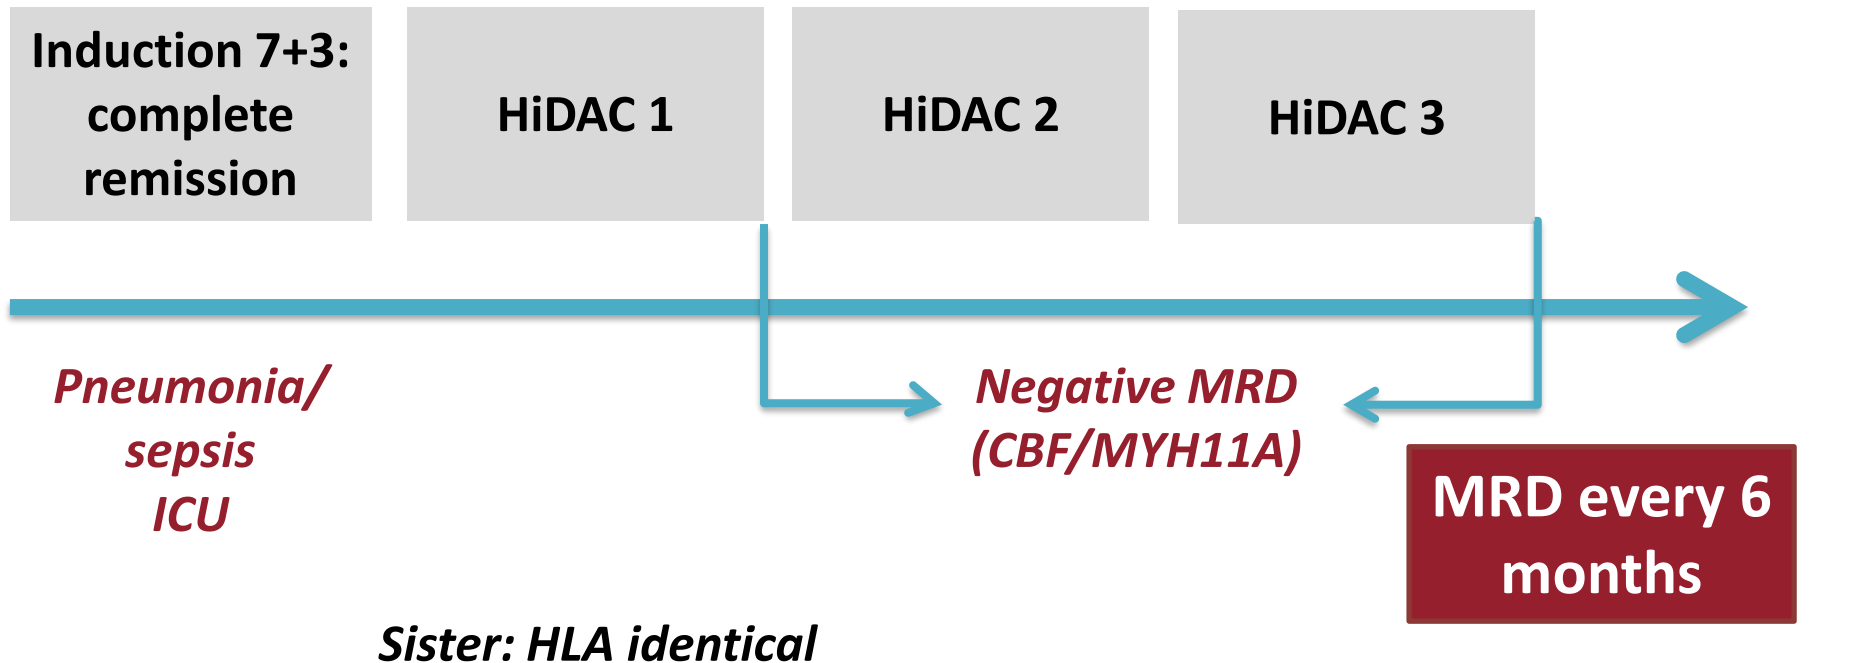 Induction 7+3:
complete
remission
HiDAC 1
HiDAC 2
HiDAC 3
Pneumonia/
sepsis
ICU
Negative MRD
(CBF/MYH11A)
MRD every 6
months
Sister: HLA identical